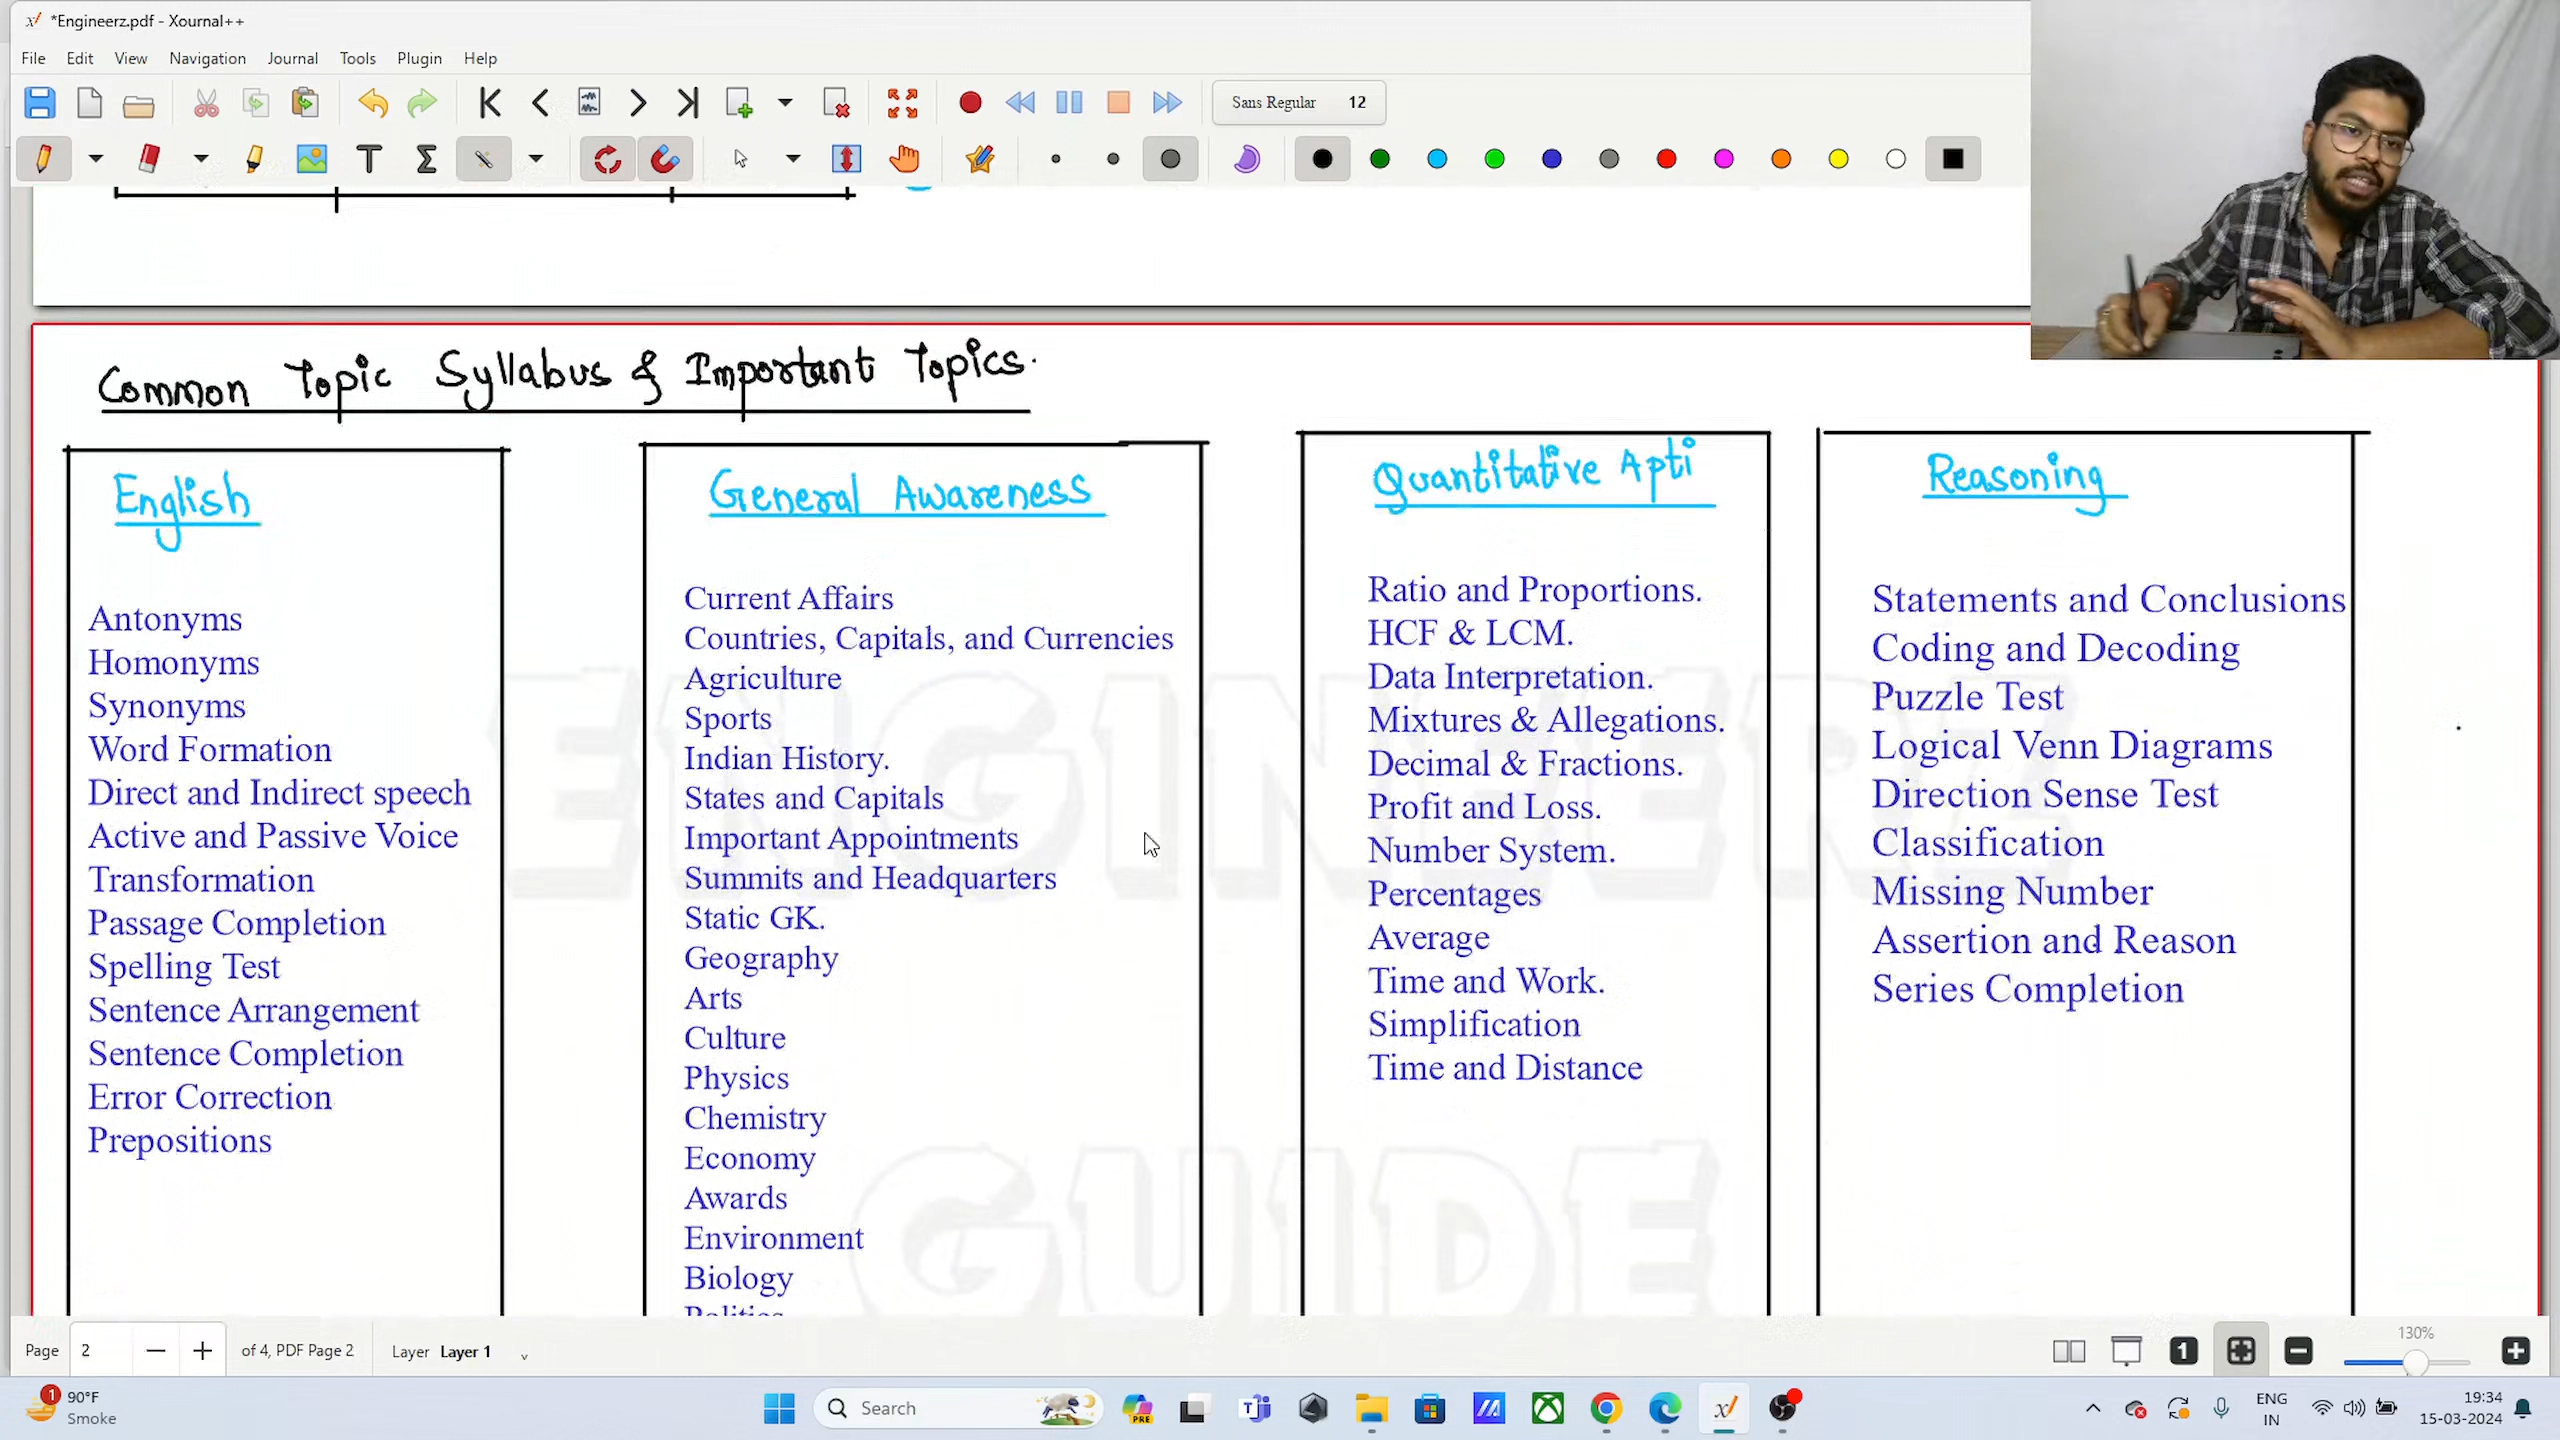 *Engineerz.pdf - Xournal++
File Edit View Navigation Journal Tools Plugin Help
Sans Regular 12
Common Topic Syllabus & Important Topics.
English
Antonyms
Homonyms
Synonyms
Word Formation
Direct and Indirect speech
Active and Passive Voice
Transformation
Passage Completion
Spelling Test
Sentence Arrangement
Sentence Completion
Error Correction
Prepositions
General Awareness
Current Affairs
Countries, Capitals, and Currencies
Agriculture
Sports
Indian History.
States and Capitals
Important Appointments
Summits and Headquarters
Static GK.
Geography
Arts
Culture
Physics
Chemistry
Economy
Awards
Environment
Biology
Politics
Quantitative Apti
Ratio and Proportions.
HCF & LCM.
Data Interpretation.
Mixtures & Allegations.
Decimal & Fractions.
Profit and Loss.
Number System.
Percentages
Average
Time and Work.
Simplification
Time and Distance
Reasoning
Statements and Conclusions
Coding and Decoding
Puzzle Test
Logical Venn Diagrams
Direction Sense Test
Classification
Missing Number
Assertion and Reason
Series Completion
ENGINEERZ
GUIDE
Page 2 of 4, PDF Page 2 Layer Layer 1
130%
1
90°F
Smoke
Search
PRE
ENG
IN
19:34
15-03-2024